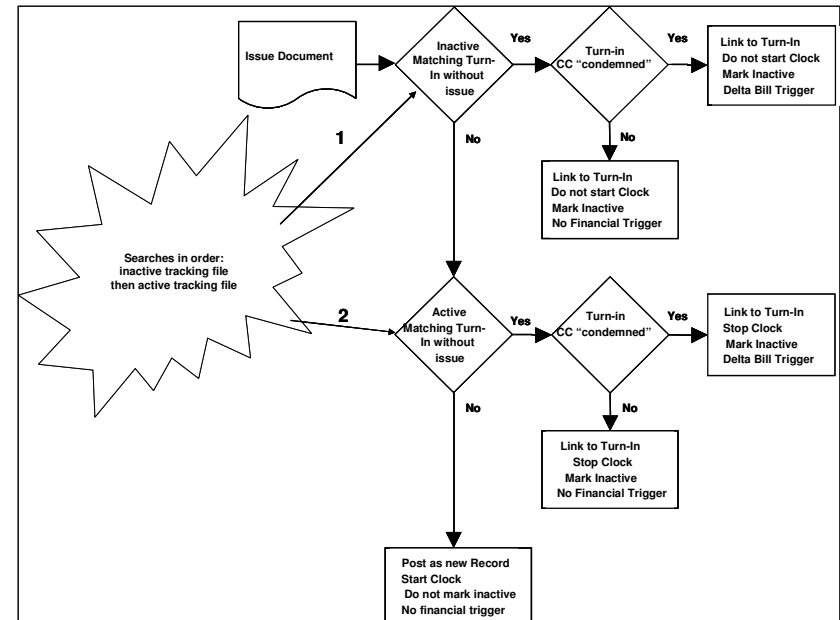 Issue Document
Inactive
Matching Turn-
In without
issue
Yes
Turn-in
CC “condemned”
Yes
Link to Turn-In
Do not start Clock
Mark Inactive
Delta Bill Trigger
1
No
No
Link to Turn-In
Do not start Clock
Mark Inactive
No Financial Trigger
Searches in order:
inactive tracking file
then active tracking file
2
Active
Matching Turn-
In without
issue
Yes
Turn-in
CC “condemned”
Yes
Link to Turn-In
Stop Clock
Mark Inactive
Delta Bill Trigger
No
No
Link to Turn-In
Stop Clock
Mark Inactive
No Financial Trigger
Post as new Record
Start Clock
Do not mark inactive
No financial trigger